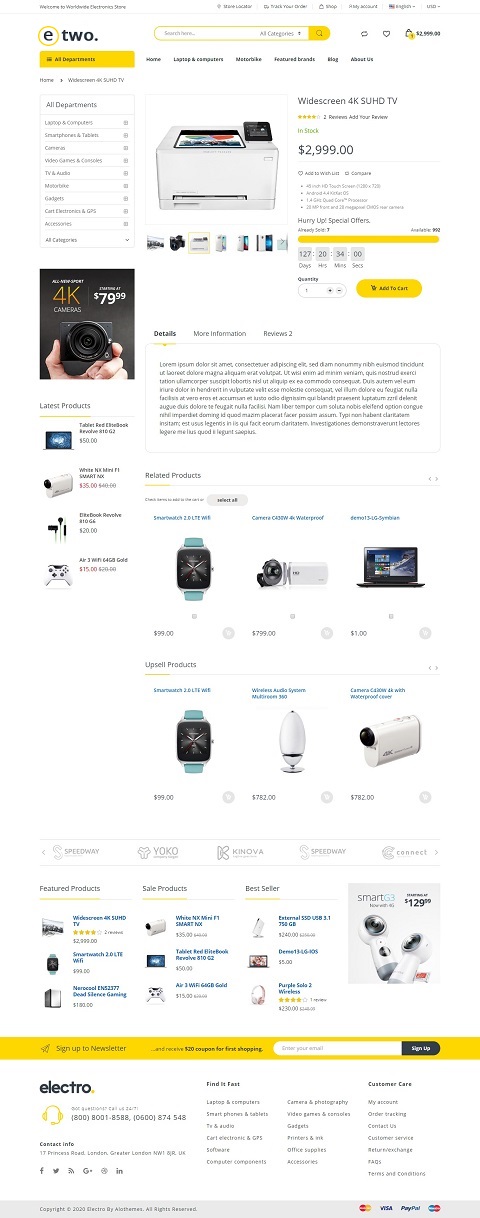 Welcome to Worldwide Electronics Store
Store Locator
Track Your Order
Shop
My account
English
USD
e two.
Search here...
All Categories
1
$2,999.00
All Departments
Home
Laptop & computers
Motorbike
Featured brands
Blog
About Us
Home > Widescreen 4K SUHD TV
All Departments
Laptop & Computers
Smartphones & Tablets
Cameras
Video Games & Consoles
TV & Audio
Motorbike
Gadgets
Cart Electronics & GPS
Accessories
All Categories
Widescreen 4K SUHD TV
2 Reviews Add Your Review
In Stock
$2,999.00
Add to Wish List
Compare
Android 4.4 KitKat OS
1.4 GHz Quad Core™ Processor
20 MP front and 28 megapixel CMOS rear camera
Hurry Up! Special Offers.
Already Sold: 7
Available: 992
127 : 20 : 34 : 00
Days Hrs Mins Secs
Quantity
1
Add To Cart
ALL-NEW-SPORT
4K
CAMERAS
STARTING AT
$7999
Details
More Information
Reviews 2
Lorem ipsum dolor sit amet, consectetuer adipiscing elit, sed diam nonummy nibh euismod tincidunt
ut laoreet dolore magna aliquam erat volutpat. Ut wisi enim ad minim veniam, quis nostrud exerci
tation ullamcorper suscipit lobortis nisl ut aliquip ex ea commodo consequat. Duis autem vel eum
iriure dolor in hendrerit in vulputate velit esse molestie consequat, vel illum dolore eu feugiat nulla
facilisis at vero eros et accumsan et iusto odio dignissim qui blandit praesent luptatum zzril delenit
augue duis dolore te feugait nulla facilisi. Nam liber tempor cum soluta nobis eleifend option congue
nihil imperdiet doming id quod mazim placerat facer possim assum. Typi non habent claritatem
insitam; est usus legentis in iis qui facit eorum claritatem. Investigationes demonstraverunt lectores
legere me lius quod ii legunt saepius.
Latest Products
Tablet Red EliteBook
Revolve 810 G2
$50.00
White NX Mini F1
SMART NX
$35.00 $40.00
EliteBook Revolve
810 G6
$20.00
Air 3 WiFi 64GB Gold
$15.00 $20.00
Related Products
Check items to add to the cart or
select all
Smartwatch 2.0 LTE Wifi
Camera C430W 4k Waterproof
demo13-LG-Symbian
$99.00
$799.00
$1.00
Upsell Products
Smartwatch 2.0 LTE Wifi
Wireless Audio System
Multiroom 360
Camera C430W 4k with
Waterproof cover
4K
$99.00
$782.00
$782.00
SPEEDWAY
YOKO
KINOVA
SPEEDWAY
connect
Featured Products
Widescreen 4K SUHD
TV
2 reviews
$2,999.00
Smartwatch 2.0 LTE
Wifi
$99.00
Nerocool EN52377
Dead Silence Gaming
$180.00
Sale Products
White NX Mini F1
SMART NX
$35.00 $40.00
Tablet Red EliteBook
Revolve 810 G2
$50.00
Air 3 WiFi 64GB Gold
$15.00 $20.00
Best Seller
External SSD USB 3.1
750 GB
$240.00 $250.00
Demo13-LG-iOS
$5.00
Purple Solo 2
Wireless
1 review
$230.00 $240.00
smartG3
Now with 4G
STARTING AT
$12999
Sign up to Newsletter
...and receive $20 coupon for first shopping.
Enter your email
Sign Up
electro.
Got questions? Call us 24/7!
(800) 8001-8588, (0600) 874 548
Contact info
17 Princess Road, London, Greater London NW1 8JR, UK
Find It Fast
Laptop & computers
Smart phones & tablets
Tv & audio
Cart electronic & GPS
Software
Computer components
Camera & photography
Video games & consoles
Gadgets
Printers & ink
Office supplies
Accessories
Customer Care
My account
Order tracking
Contact Us
Customer service
Return/exchange
FAQs
Terms and Conditions
Copyright © 2020 Electro By Alothemes. All Rights Reserved.
VISA
PayPal